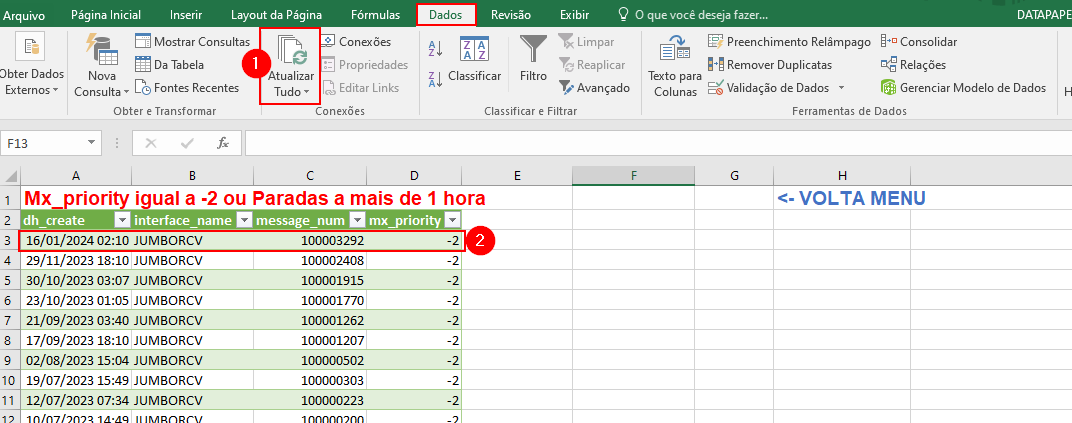 Arquivo Página Inicial Inserir Layout da Página Fórmulas Dados Revisão Exibir O que você deseja fazer... DATAPAPE
Obter Dados Externos
Nova Consulta
Mostrar Consultas
Da Tabela
Fontes Recentes
Obter e Transformar
1
Atualizar Tudo
Conexões
Propriedades
Editar Links
Conexões
A Z
Z A
Z A A Z
Classificar
Filtro
Limpar
Reaplicar
Avançado
Classificar e Filtrar
Texto para Colunas
Preenchimento Relâmpago
Remover Duplicatas
Validação de Dados
Consolidar
Relações
Gerenciar Modelo de Dados
Ferramentas de Dados
H
F13 fx
A B C D E F G H
1 Mx_priority igual a -2 ou Paradas a mais de 1 hora <- VOLTA MENU
2 dh_create interface_name message_num mx_priority
3 16/01/2024 02:10 JUMBORCV 100003292 -2 2
4 29/11/2023 18:10 JUMBORCV 100002408 -2
5 30/10/2023 03:07 JUMBORCV 100001915 -2
6 23/10/2023 01:05 JUMBORCV 100001770 -2
7 21/09/2023 03:40 JUMBORCV 100001262 -2
8 17/09/2023 18:10 JUMBORCV 100001207 -2
9 02/08/2023 15:04 JUMBORCV 100000502 -2
10 19/07/2023 15:49 JUMBORCV 100000303 -2
11 12/07/2023 07:34 JUMBORCV 100000223 -2
12 10/07/2023 14:49 JUMBORCV 100000200 -2